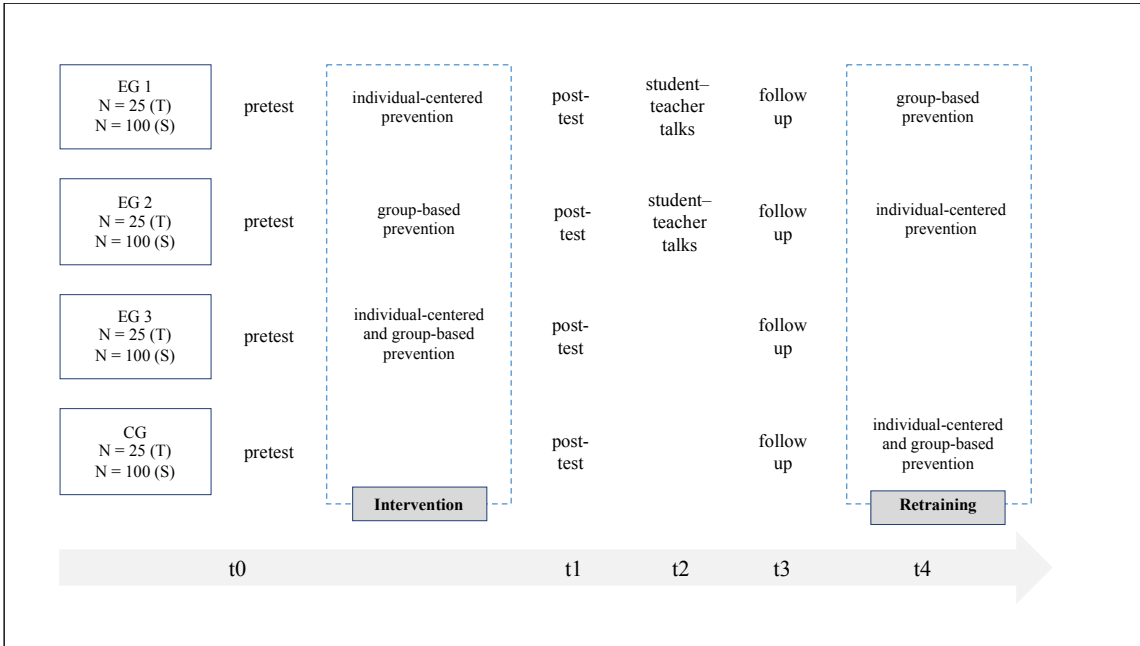 EG 1
N = 25 (T)
N = 100 (S)
pretest
individual-centered
prevention
post-
test
student–
teacher
talks
follow
up
group-based
prevention
EG 2
N = 25 (T)
N = 100 (S)
pretest
group-based
prevention
post-
test
student–
teacher
talks
follow
up
individual-centered
prevention
EG 3
N = 25 (T)
N = 100 (S)
pretest
individual-centered
and group-based
prevention
post-
test
follow
up
CG
N = 25 (T)
N = 100 (S)
pretest
post-
test
follow
up
individual-centered
and group-based
prevention
Intervention
Retraining
t0
t1
t2
t3
t4